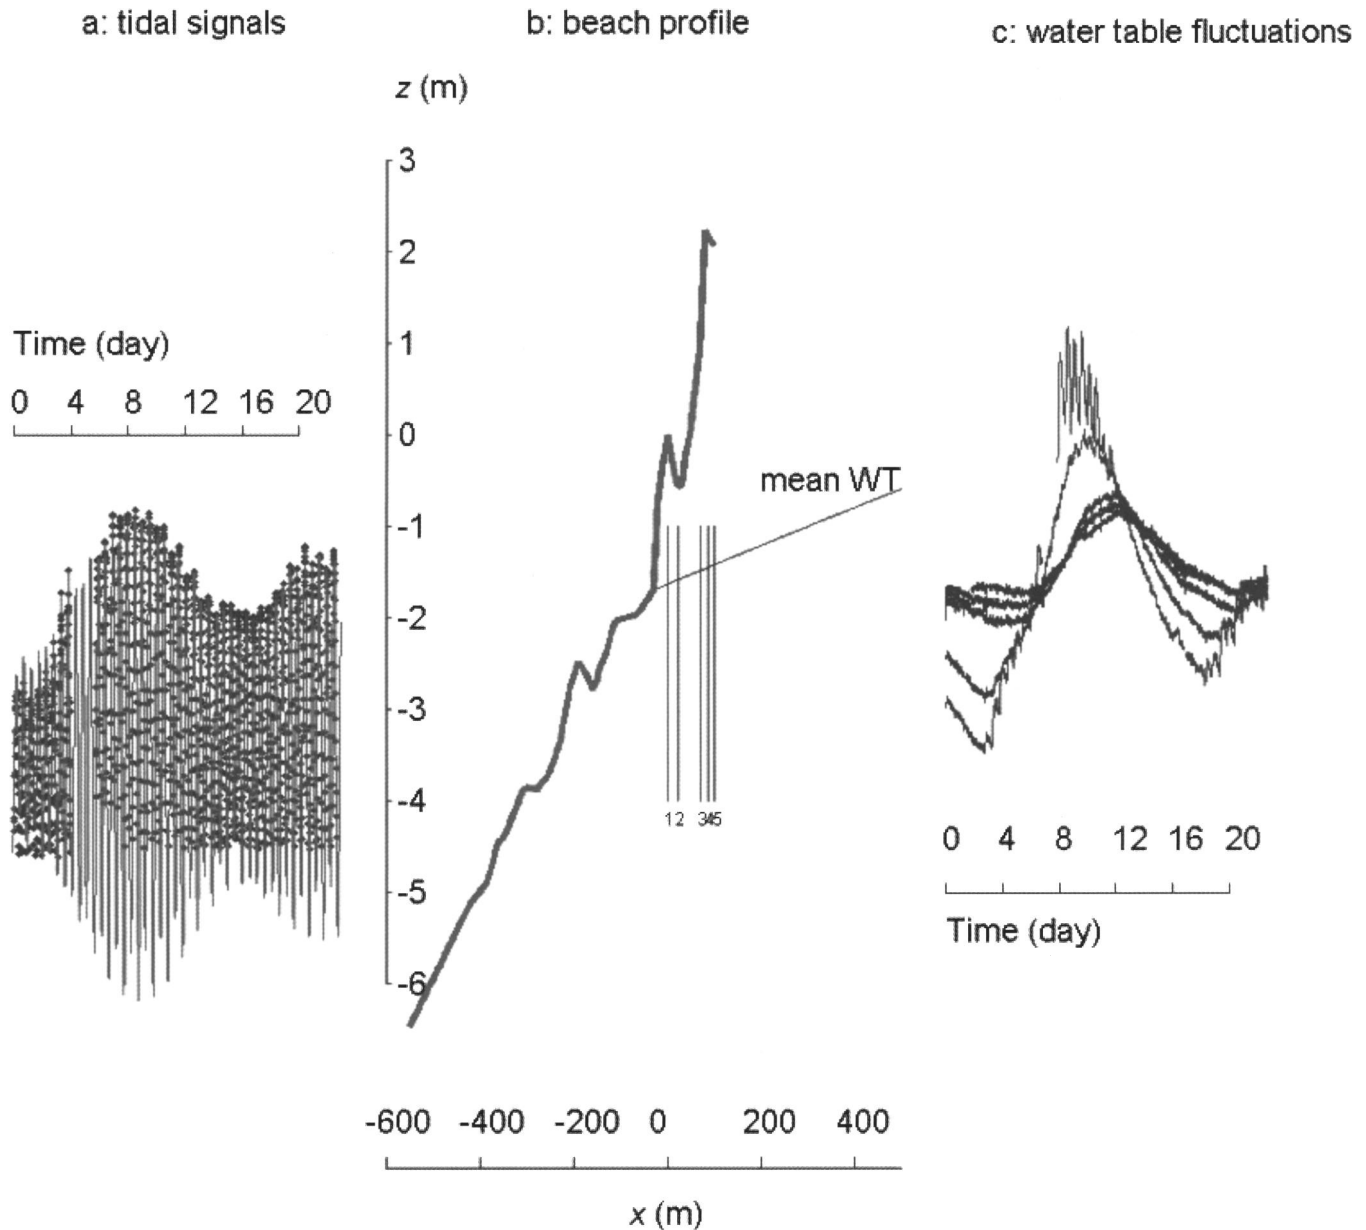 a: tidal signals
b: beach profile
c: water table fluctuations
z (m)
3
2
1
0
-1
-2
-3
-4
-5
-6
Time (day)
0 4 8 12 16 20
mean WT
12 345
0 4 8 12 16 20
Time (day)
-600 -400 -200 0 200 400
x (m)